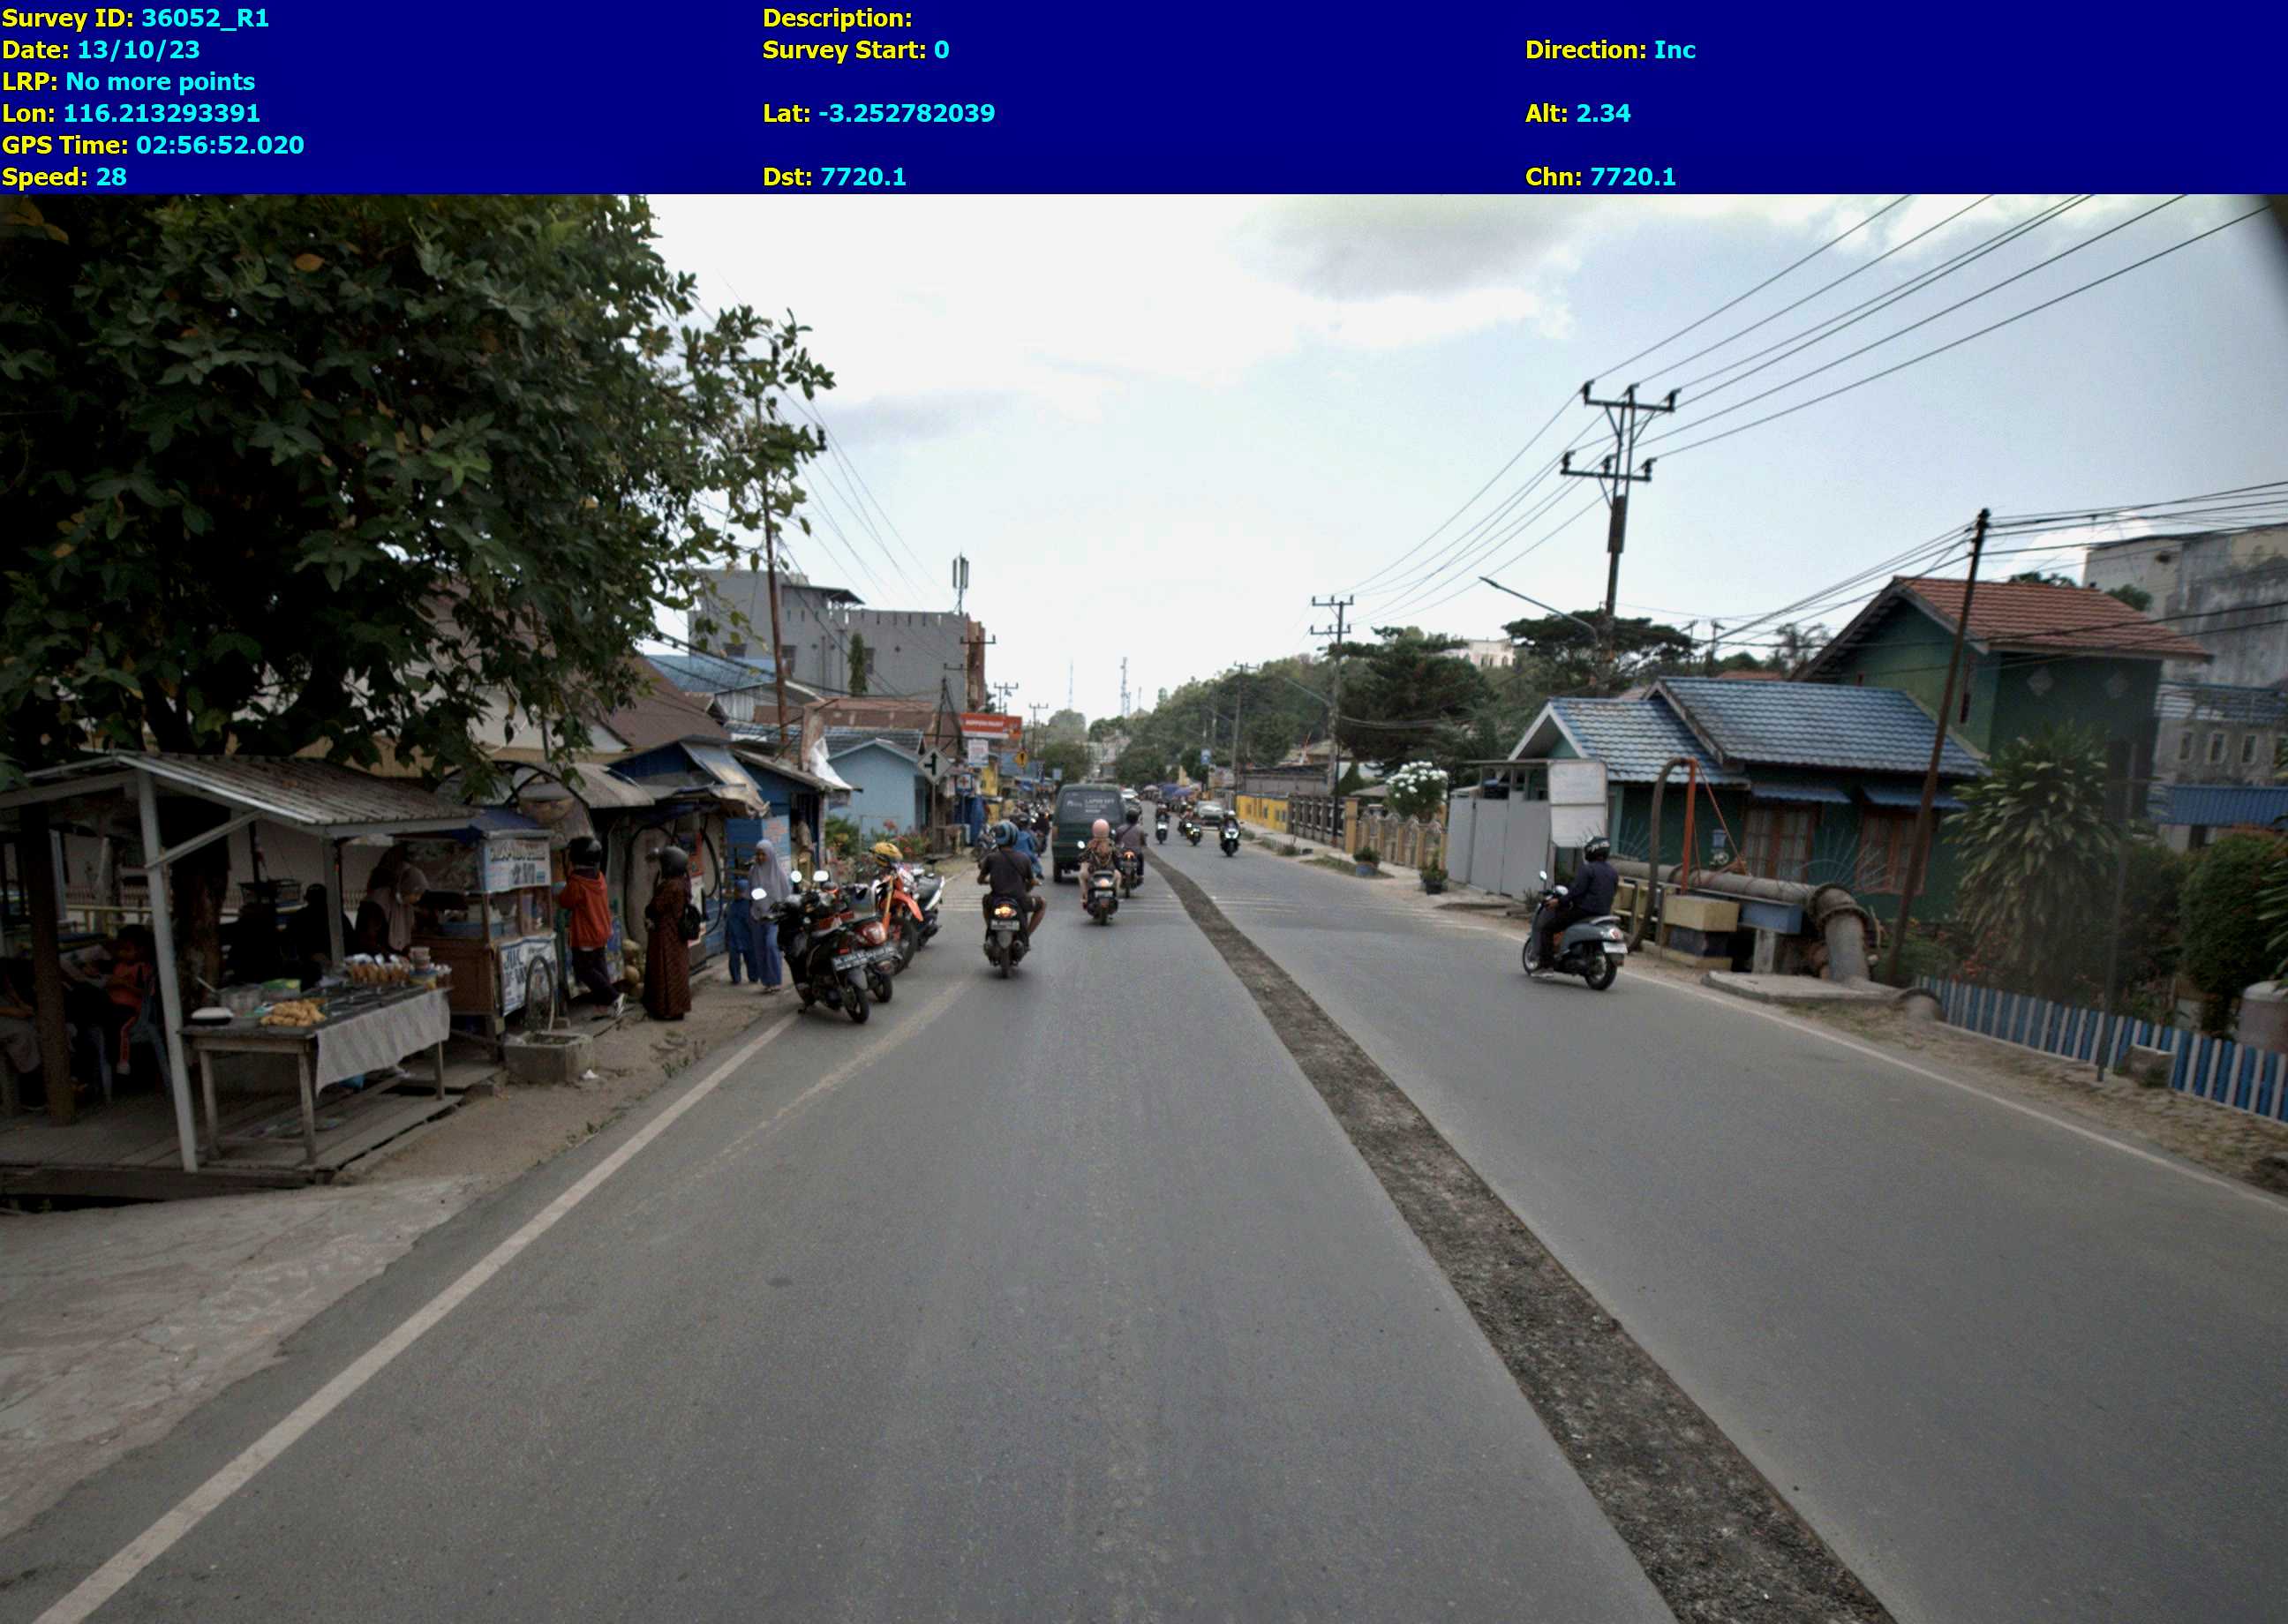 Survey ID: 36052_R1
Description:
Date: 13/10/23
Survey Start: 0
Direction: Inc
LRP: No more points
Lon: 116.213293391
Lat: -3.252782039
Alt: 2.34
GPS Time: 02:56:52.020
Speed: 28
Dst: 7720.1
Chn: 7720.1